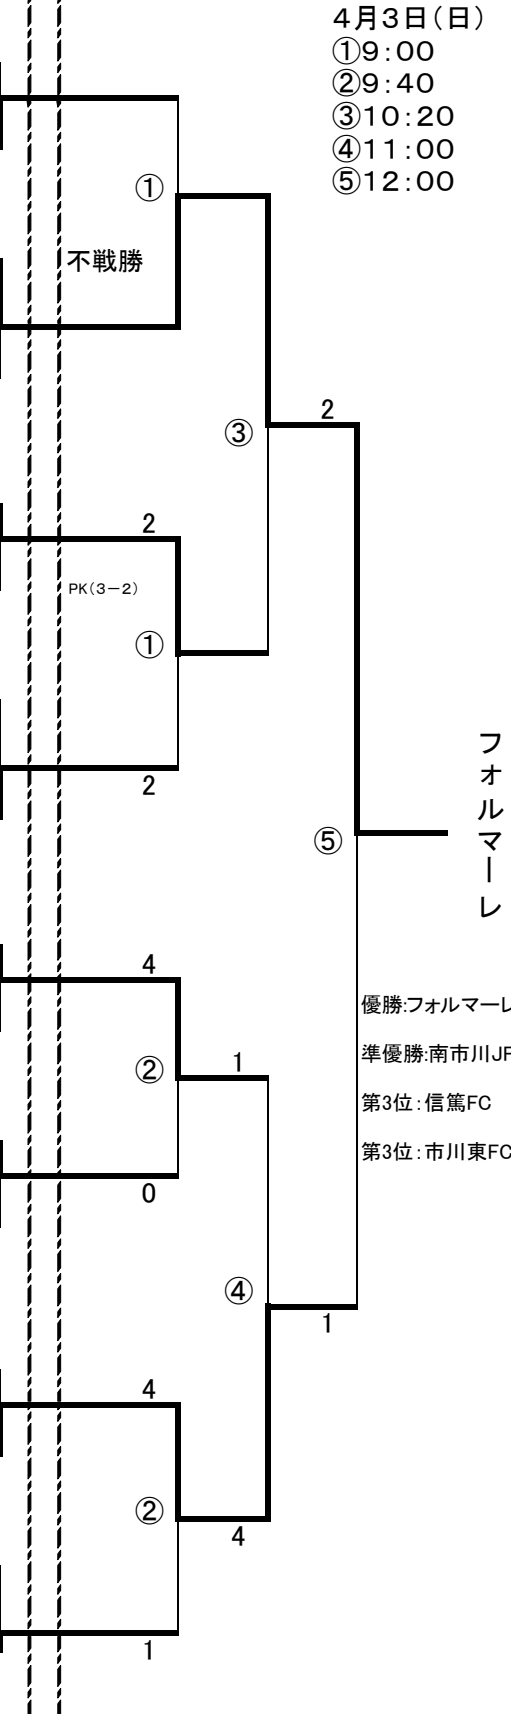 4月3日(日)
①9:00
②9:40
③10:20
④11:00
⑤12:00
①
不戦勝
2
③
2
PK(3-2)
①
2
フォルマーレ
⑤
4
優勝:フォルマーレ
②
1
準優勝:南市川JF
第3位:信篤FC
第3位:市川東FC
0
④
1
4
②
4
1